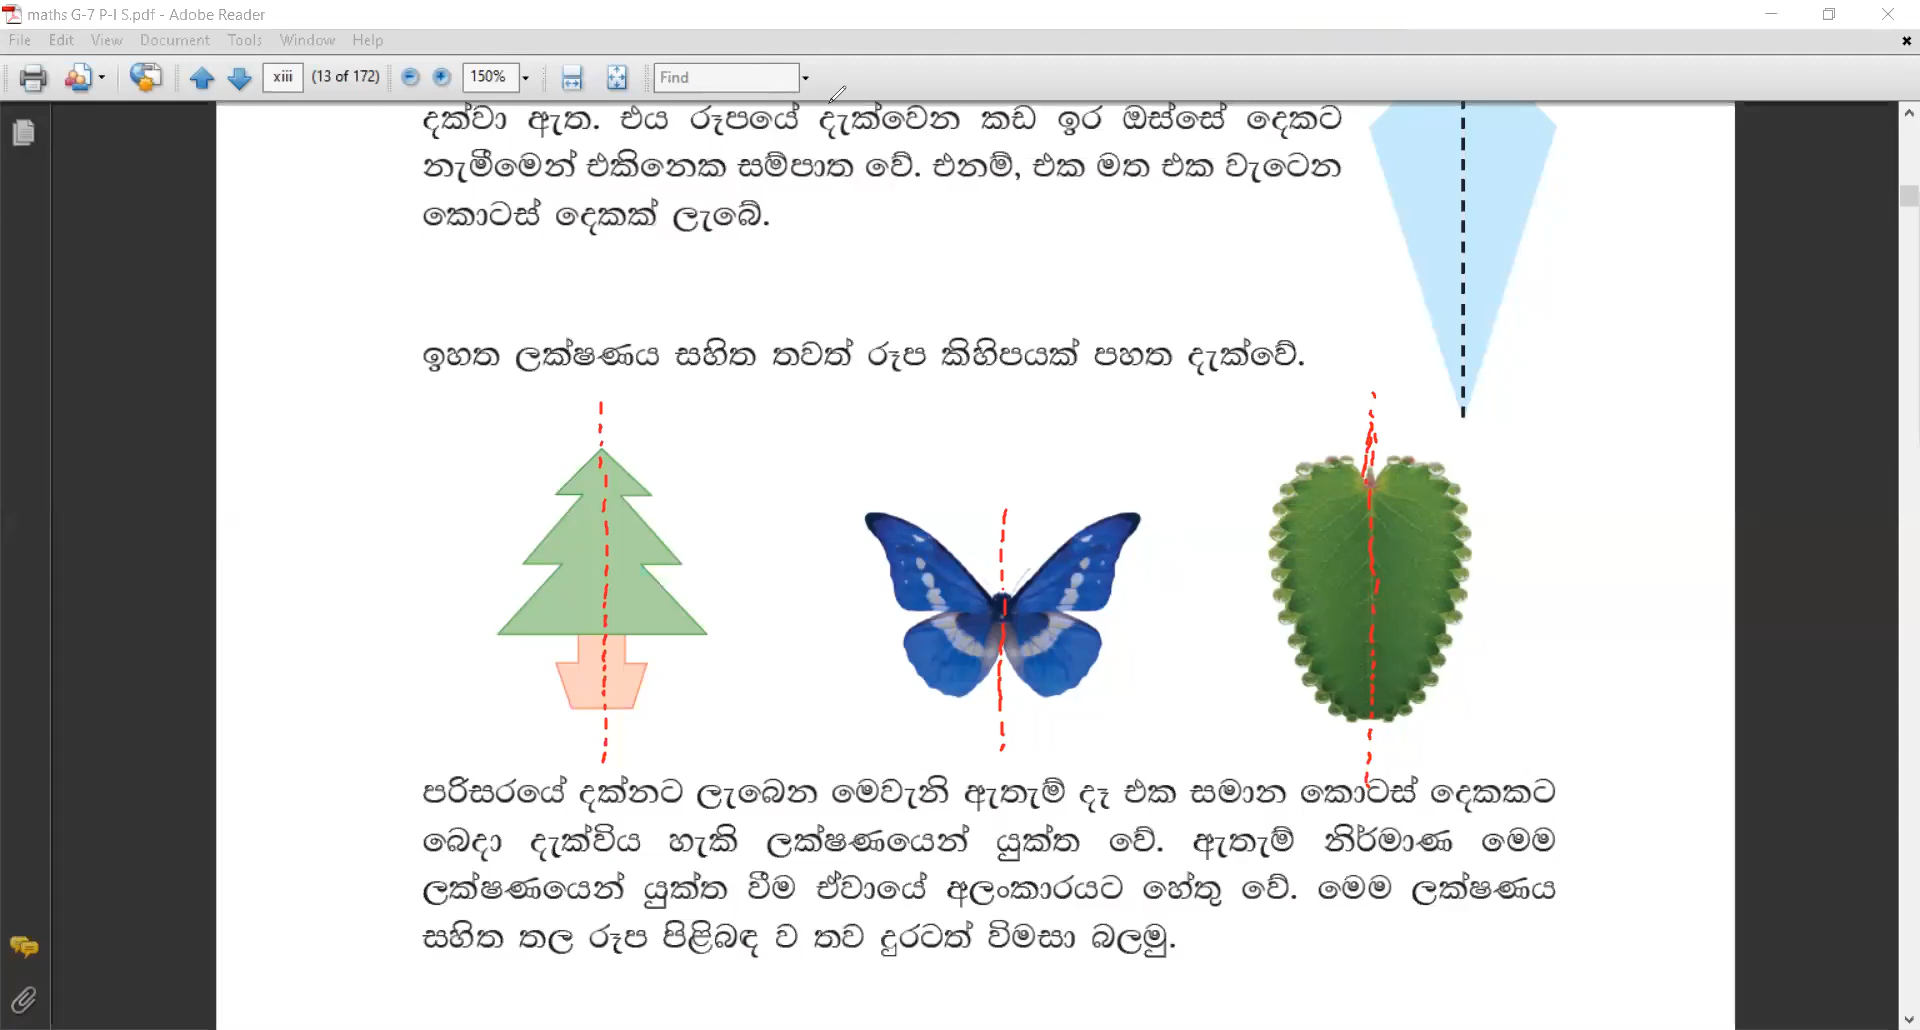 maths G-7 P-I S.pdf - Adobe Reader
File Edit View Document Tools Window Help
xiii (13 of 172) 150% Find
දක්වා ඇත. එය රූපයේ දැක්වෙන කඩ ඉර ඔස්සේ දෙකට
නැමීමෙන් එකිනෙක සම්පාත වේ. එනම්, එක මත එක වැටෙන
කොටස් දෙකක් ලැබේ.
ඉහත ලක්ෂණය සහිත තවත් රූප කිහිපයක් පහත දැක්වේ.
පරිසරයේ දක්නට ලැබෙන මෙවැනි ඇතැම් දෑ එක සමාන කොටස් දෙකකට
බෙදා දැක්විය හැකි ලක්ෂණයෙන් යුක්ත වේ. ඇතැම් නිර්මාණ මෙම
ලක්ෂණයෙන් යුක්ත වීම ඒවායේ අලංකාරයට හේතු වේ. මෙම ලක්ෂණය
සහිත තල රූප පිළිබඳ ව තව දුරටත් විමසා බලමු.